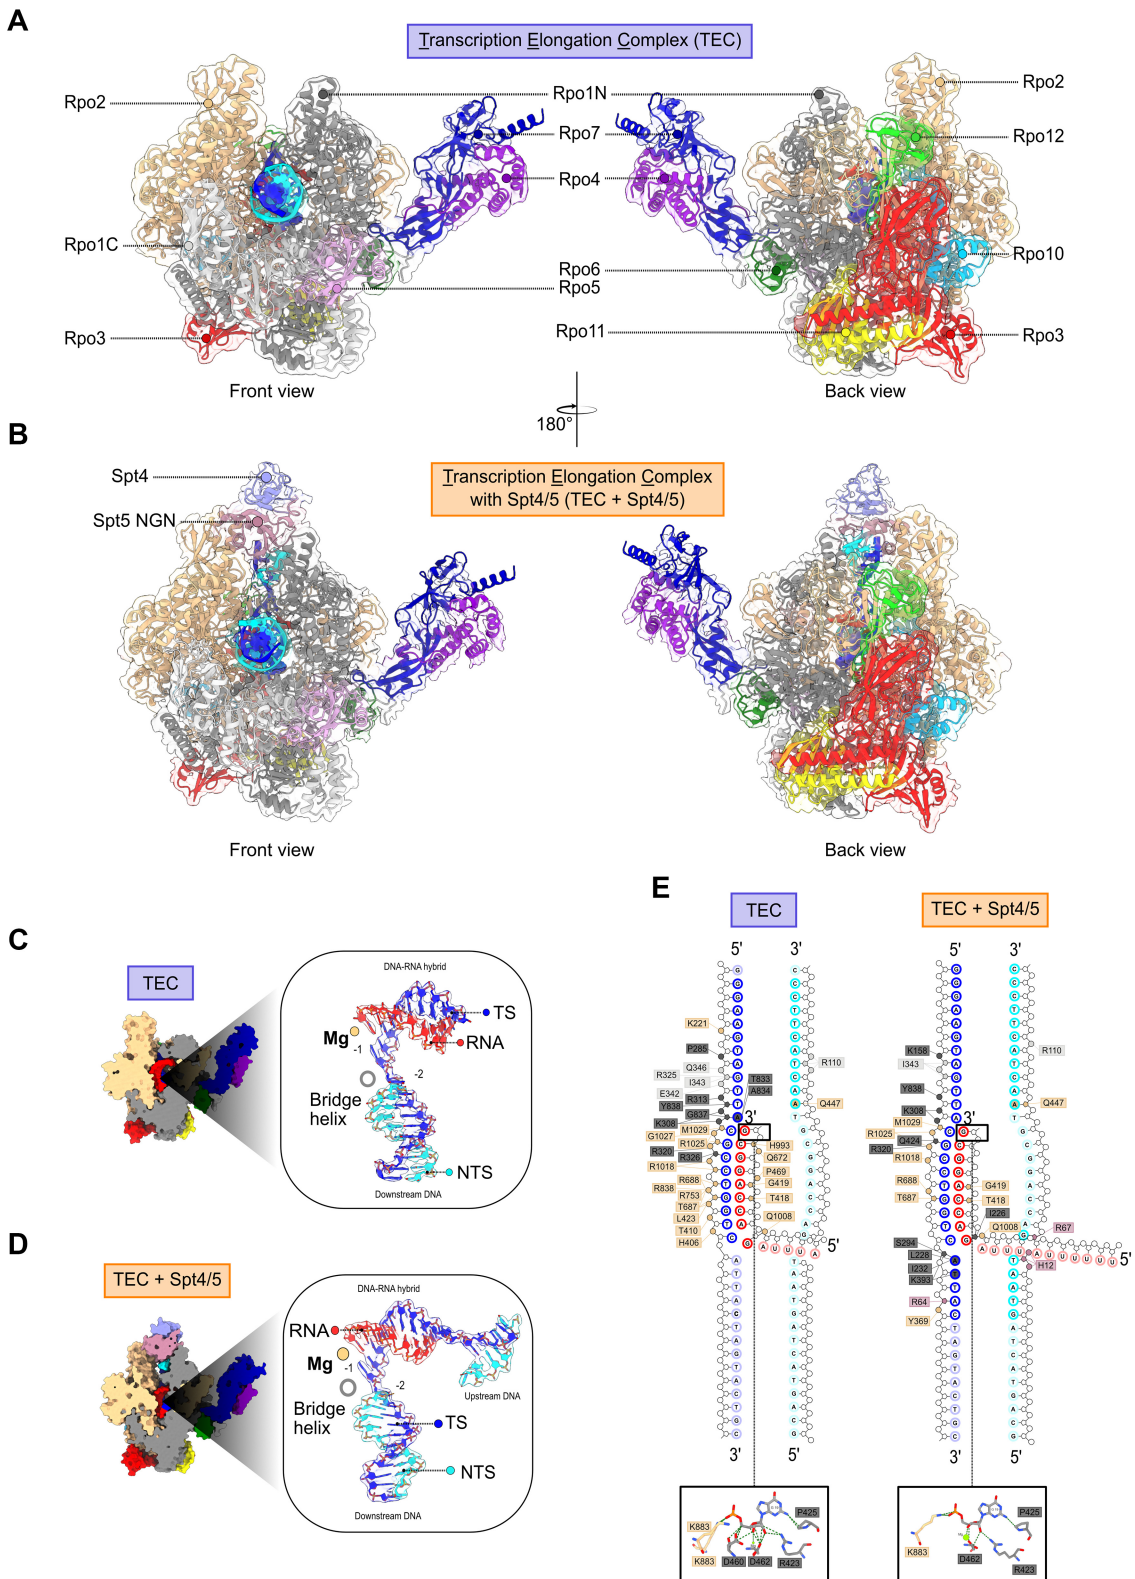 A
Transcription Elongation Complex (TEC)
Rpo2
Rpo1N
Rpo2
Rpo7
Rpo12
Rpo4
Rpo1C
Rpo10
Rpo6
Rpo5
Rpo11
Rpo3
Rpo3
Front view
Back view
180°
B
Transcription Elongation Complex
with Spt4/5 (TEC + Spt4/5)
Spt4
Spt5 NGN
Front view
Back view
C
TEC
DNA-RNA hybrid
TS
Mg
RNA
-1
-2
Bridge
helix
NTS
Downstream DNA
D
TEC + Spt4/5
DNA-RNA hybrid
RNA
Mg
-1
-2
Upstream DNA
Bridge
helix
TS
NTS
Downstream DNA
E
TEC
5'
3'
K221
P285
R110
Q346
R325
I343
T833
E342
A834
R313
Y838
Q447
G837
K308
3'
M1029
G1027
R1025
H993
R320
Q672
R326
R1018
P469
R688
G419
R838
R753
T418
T687
L423
Q1008
T410
H406
5'
3'
5'
K883
K883
D460
D462
R423
P425
TEC + Spt4/5
5'
3'
K158
R110
I343
Y838
Q447
K308
M1029
3'
R1025
Q424
R320
R1018
R688
G419
T687
T418
I226
Q1008
R67
S294
L228
5'
I232
H12
K393
R64
Y369
3'
5'
K883
D462
R423
P425